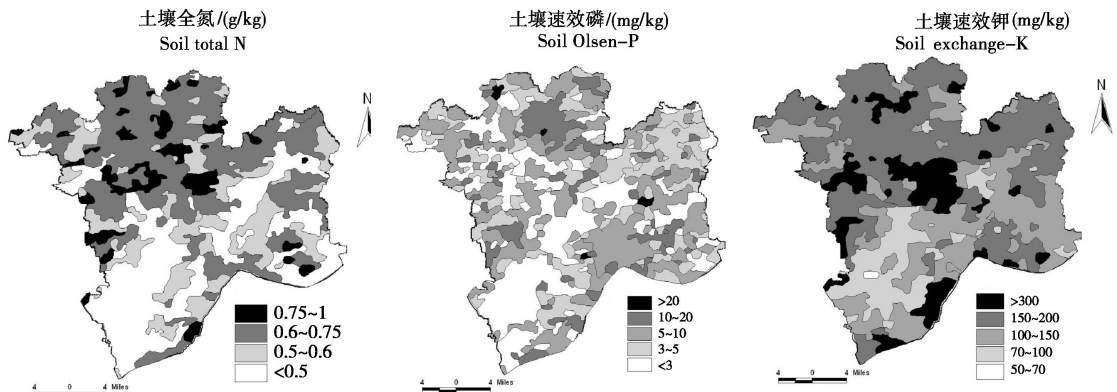 土壤全氮/(g/kg)
Soil total N
N
0.75~1
0.6~0.75
0.5~0.6
<0.5
4 0 4 Miles
土壤速效磷/(mg/kg)
Soil Olsen-P
>20
10~20
5~10
3~5
<3
4 0 4 Miles
土壤速效钾(mg/kg)
Soil exchange-K
N
>300
150~200
100~150
70~100
50~70
4 0 4 Miles